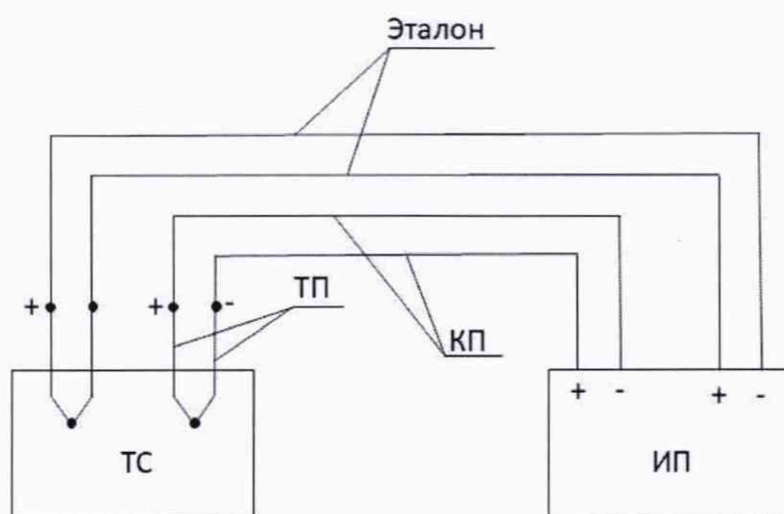 Эталон
+ + -
ТП
КП
+ - + -
ТС
ИП